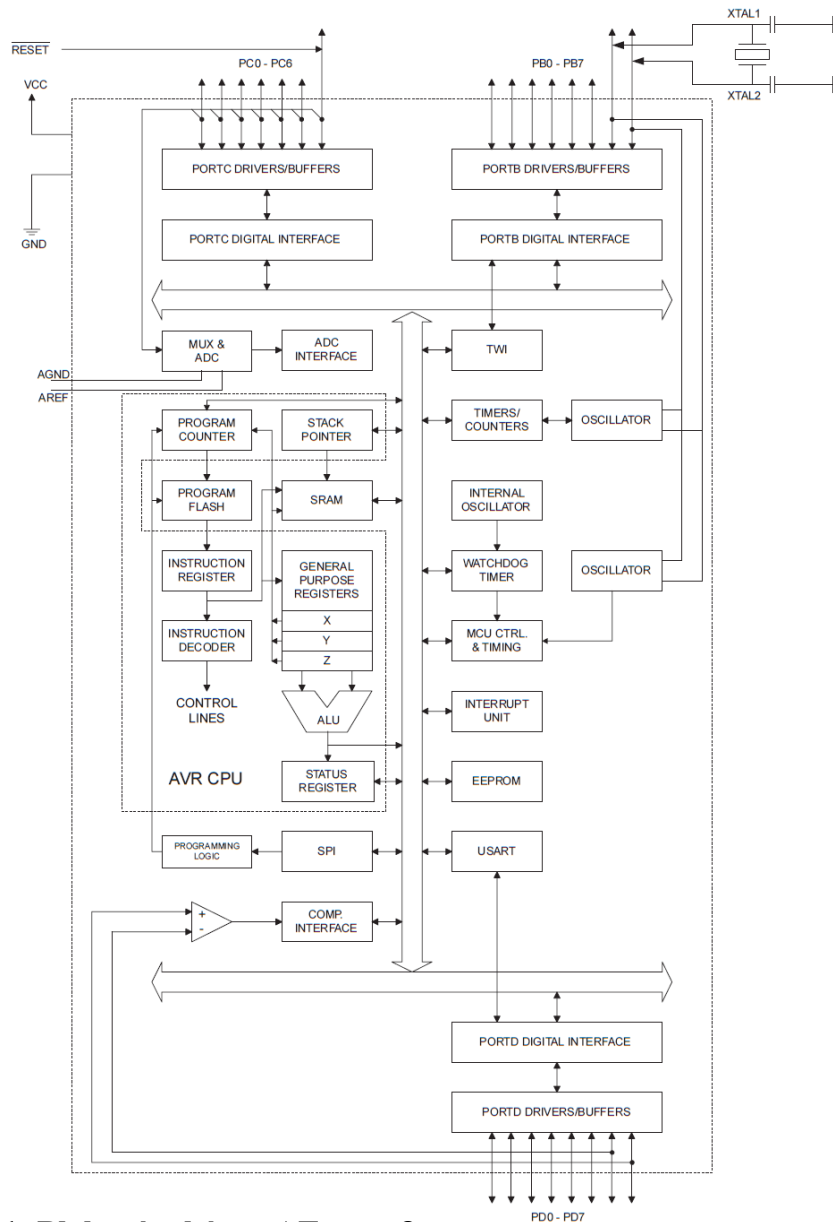 XTAL1
RESET
PC0 - PC6
PB0 - PB7
VCC
XTAL2
PORTC DRIVERS/BUFFERS
PORTB DRIVERS/BUFFERS
PORTC DIGITAL INTERFACE
PORTB DIGITAL INTERFACE
GND
MUX &
ADC
ADC
INTERFACE
TWI
AGND
AREF
PROGRAM
COUNTER
STACK
POINTER
TIMERS/
COUNTERS
OSCILLATOR
PROGRAM
FLASH
SRAM
INTERNAL
OSCILLATOR
INSTRUCTION
REGISTER
GENERAL
PURPOSE
REGISTERS
WATCHDOG
TIMER
OSCILLATOR
X
INSTRUCTION
DECODER
Y
MCU CTRL.
& TIMING
Z
CONTROL
LINES
ALU
INTERRUPT
UNIT
AVR CPU
STATUS
REGISTER
EEPROM
PROGRAMMING
LOGIC
SPI
USART
+
-
COMP.
INTERFACE
PORTD DIGITAL INTERFACE
PORTD DRIVERS/BUFFERS
PD0 - PD7